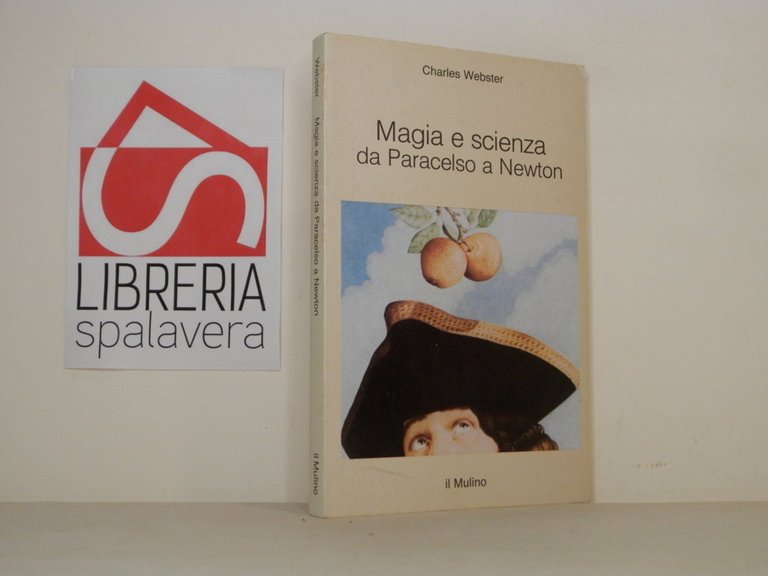 LIBRERIA
spalavera
Webster Magia e scienza da Paracelso a Newton il Mulino
Charles Webster
Magia e scienza
da Paracelso a Newton
il Mulino